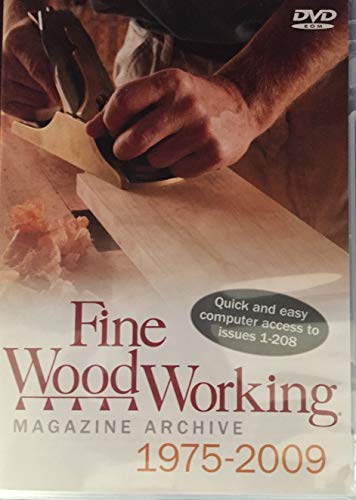 DVD
ROM
Quick and easy
computer access to
issues 1-208
Fine
WoodWorking®
MAGAZINE ARCHIVE
1975-2009